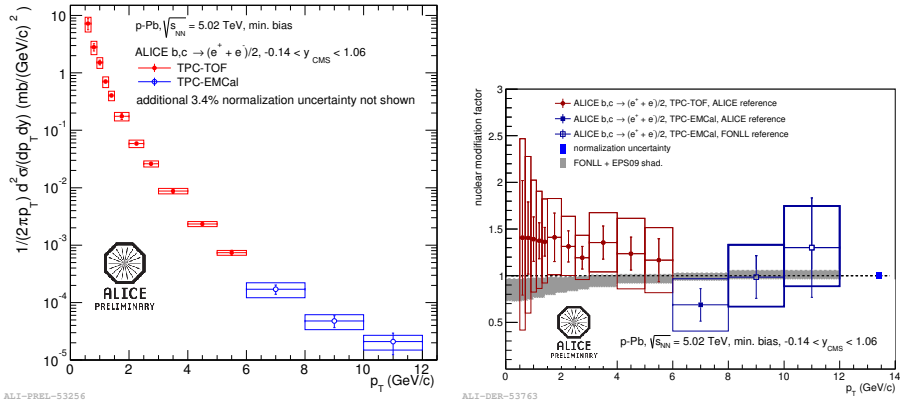 p-Pb, √s_NN = 5.02 TeV, min. bias
ALICE b,c → (e⁺ + e⁻)/2, -0.14 < y_CMS < 1.06
TPC-TOF
TPC-EMCal
additional 3.4% normalization uncertainty not shown
1/(2πp_T) d² σ/(dp_T dy) (mb/(GeV/c)²)
10
1
10⁻¹
10⁻²
10⁻³
10⁻⁴
10⁻⁵
ALICE
PRELIMINARY
0 2 4 6 8 10 12
p_T (GeV/c)
ALI-PREL-53256
nuclear modifiation factor
3
2.5
2
1.5
1
0.5
ALICE b,c → (e⁺ + e⁻)/2, TPC-TOF, ALICE reference
ALICE b,c → (e⁺ + e⁻)/2, TPC-EMCal, ALICE reference
ALICE b,c → (e⁺ + e⁻)/2, TPC-EMCal, FONLL reference
normalization uncertainty
FONLL + EPS09 shad.
ALICE
PRELIMINARY
p-Pb, √s_NN = 5.02 TeV, min. bias, -0.14 < y_CMS < 1.06
0 2 4 6 8 10 12 14
p_T (GeV/c)
ALI-DER-53763